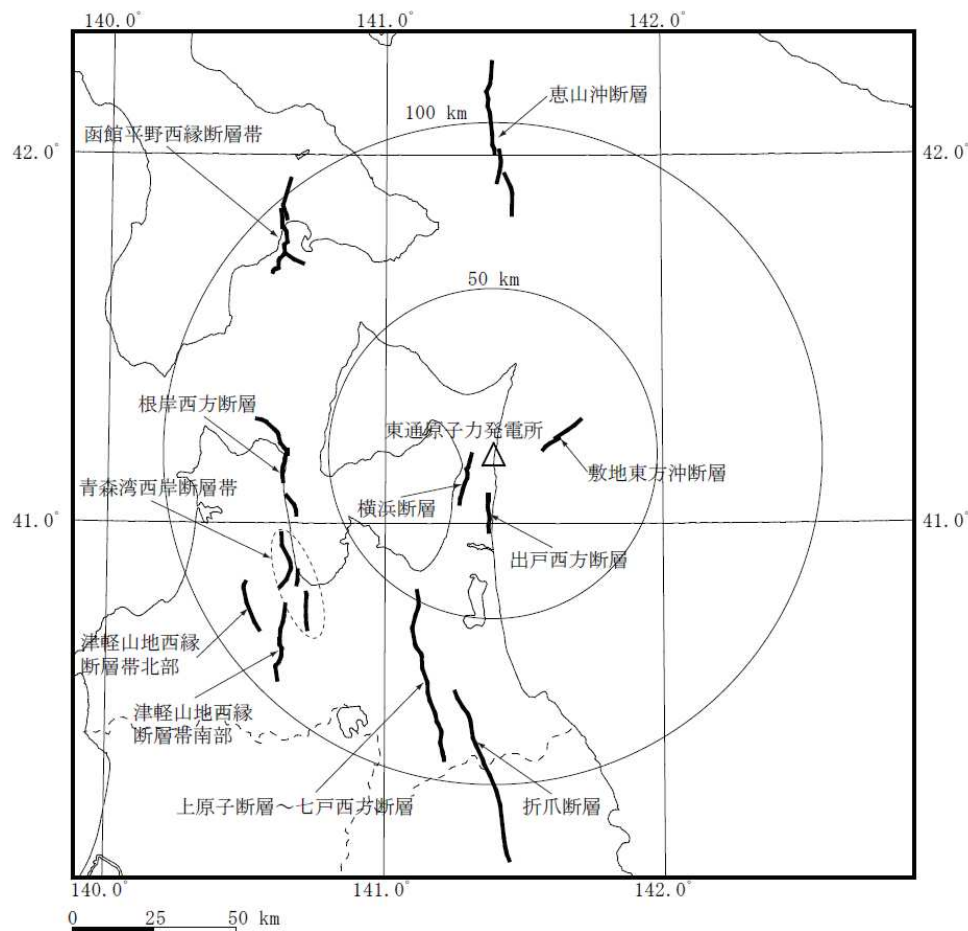 140.0°
141.0°
142.0°
恵山沖断層
100 km
函館平野西縁断層帯
42.0°
42.0°
50 km
根岸西方断層
東通原子力発電所
敷地東方沖断層
青森湾西岸断層帯
横浜断層
41.0°
41.0°
出戸西方断層
津軽山地西縁
断層帯北部
津軽山地西縁
断層帯南部
上原子断層~七戸西方断層
折爪断層
140.0°
141.0°
142.0°
0 25 50 km